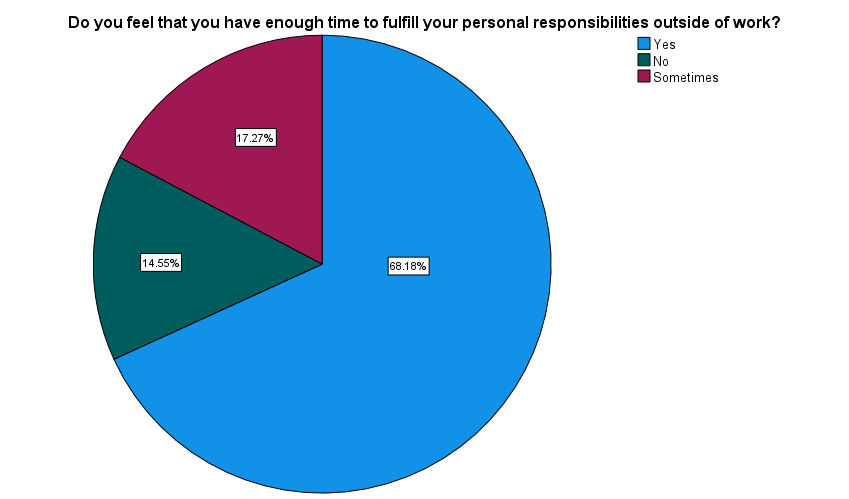 Do you feel that you have enough time to fulfill your personal responsibilities outside of work?
Yes
No
Sometimes
17.27%
14.55%
68.18%